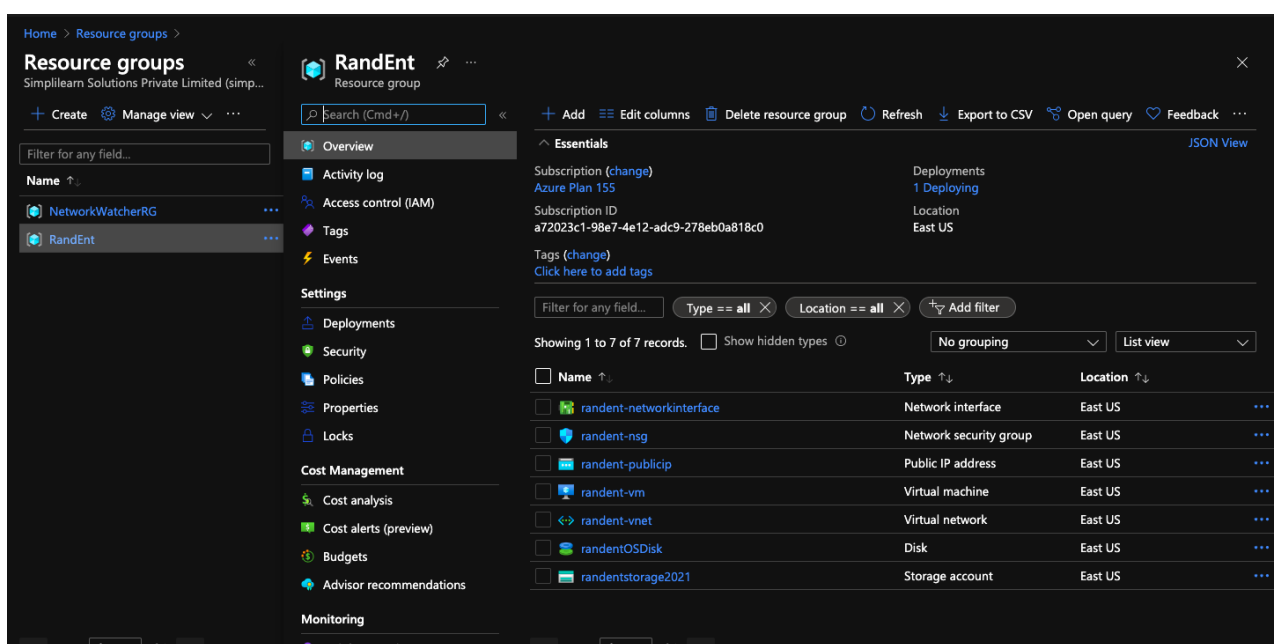 Home > Resource groups >
Resource groups «
Simplilearn Solutions Private Limited (simp...
+ Create Manage view ...
Filter for any field...
Name ↑↓
NetworkWatcherRG ...
RandEnt ...
RandEnt ...
Resource group
Search (Cmd+/) «
Overview
Activity log
Access control (IAM)
Tags
Events
Settings
Deployments
Security
Policies
Properties
Locks
Cost Management
Cost analysis
Cost alerts (preview)
Budgets
Advisor recommendations
Monitoring
+ Add Edit columns Delete resource group Refresh Export to CSV Open query Feedback ...
Essentials JSON View
Subscription (change) Deployments
Azure Plan 155 1 Deploying
Subscription ID Location
a72023c1-98e7-4e12-adc9-278eb0a818c0 East US
Tags (change)
Click here to add tags
Filter for any field... Type == all Location == all Add filter
Showing 1 to 7 of 7 records. Show hidden types No grouping List view
Name ↑↓ Type ↑↓ Location ↑↓
randent-networkinterface Network interface East US ...
randent-nsg Network security group East US ...
randent-publicip Public IP address East US ...
randent-vm Virtual machine East US ...
randent-vnet Virtual network East US ...
randentOSDisk Disk East US ...
randentstorage2021 Storage account East US ...